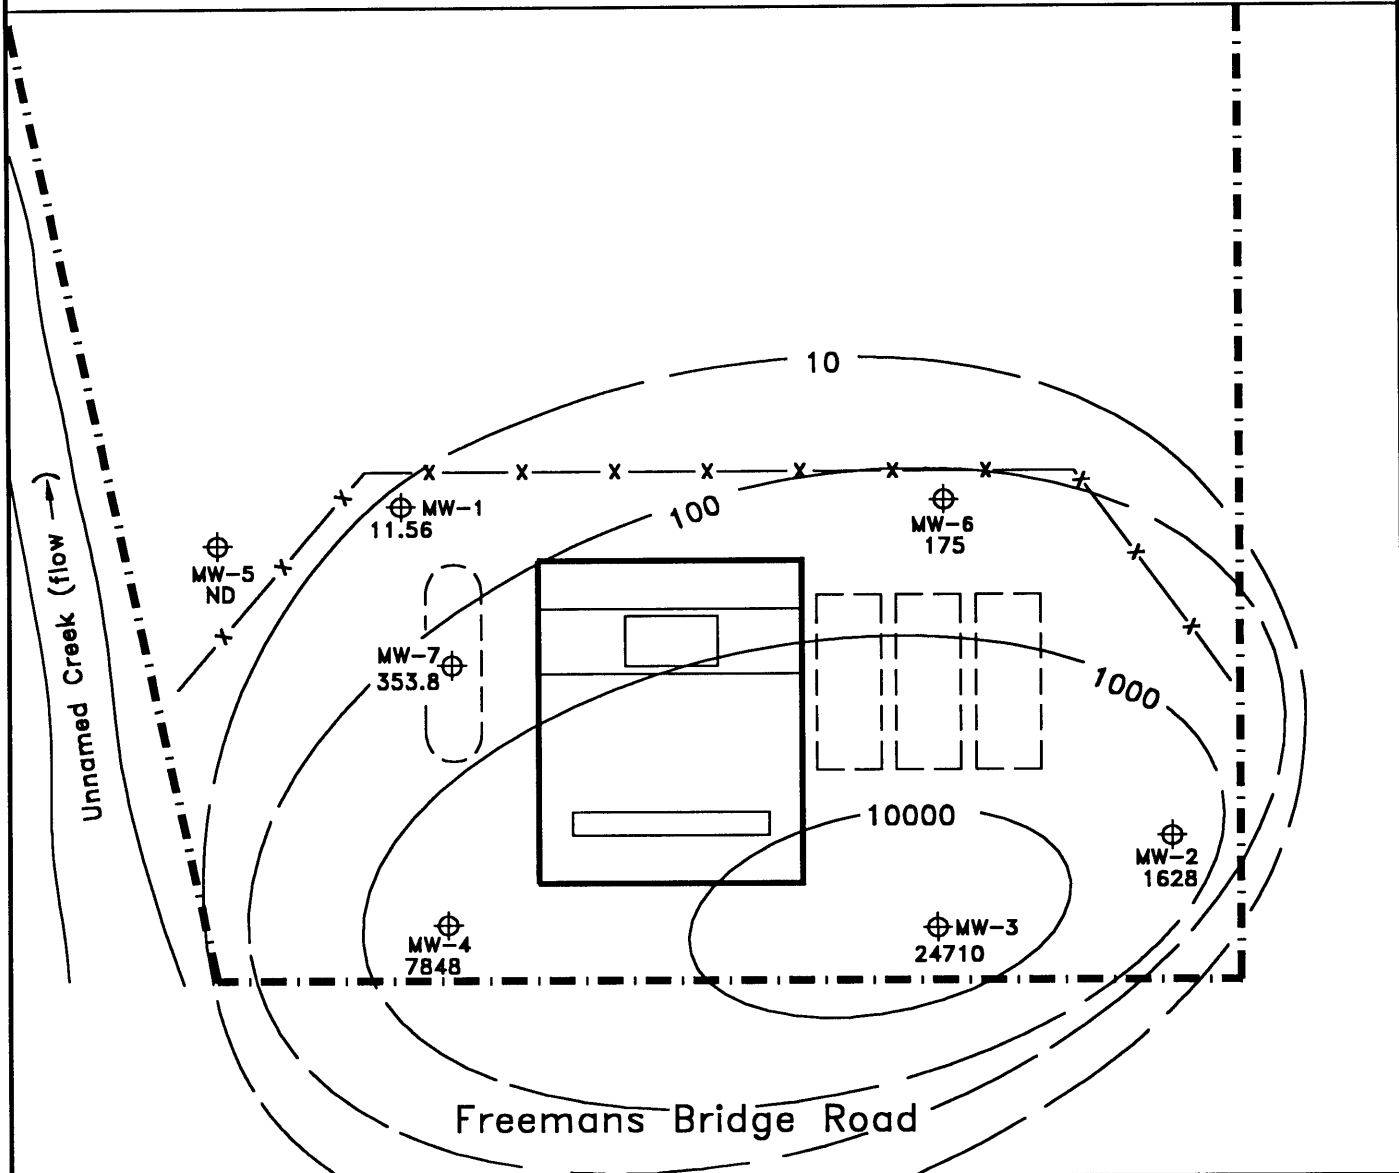 10
100
MW-1
11.56
MW-6
175
MW-5
ND
MW-7
353.8
1000
10000
MW-2
1628
MW-3
24710
MW-4
7848
Unnamed Creek (flow →)
Freemans Bridge Road